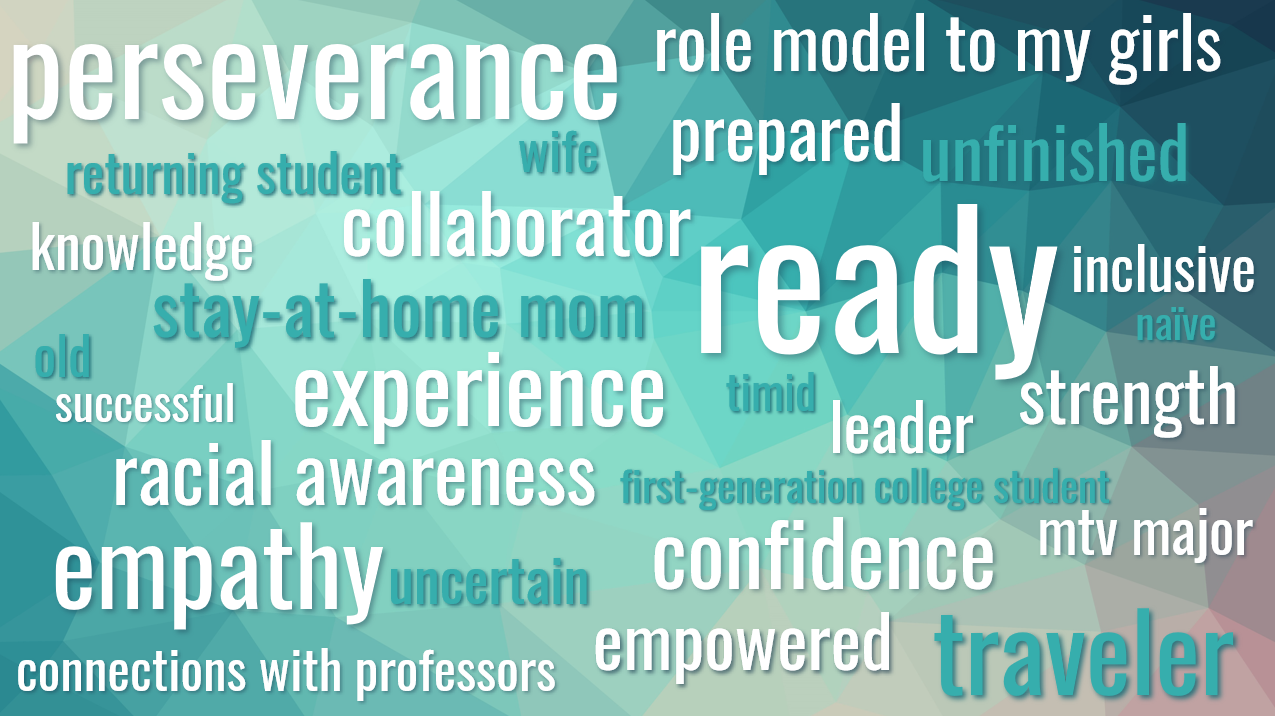 perseverance
role model to my girls
prepared
unfinished
wife
returning student
collaborator
knowledge
ready
inclusive
stay-at-home mom
naïve
old
experience
timid
strength
successful
leader
racial awareness
first-generation college student
mtv major
empathy
uncertain
confidence
empowered
traveler
connections with professors